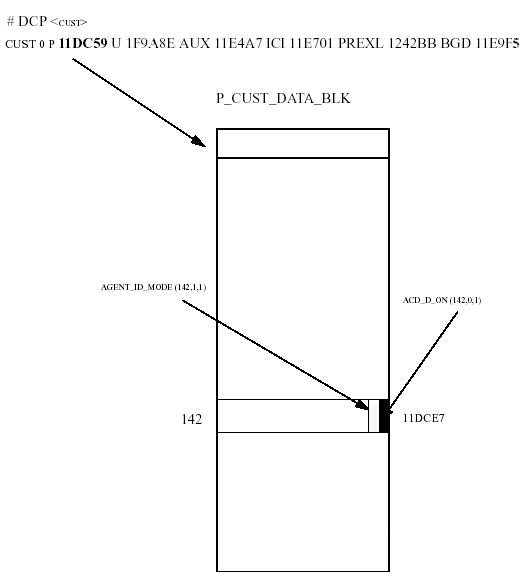 # DCP <CUST>
CUST 0 P 11DC59 U 1F9A8E AUX 11E4A7 ICI 11E701 PREXL 1242BB BGD 11E9F5
P_CUST_DATA_BLK
AGENT_ID_MODE (142,1,1)
ACD_D_ON (142,0,1)
142
11DCE7